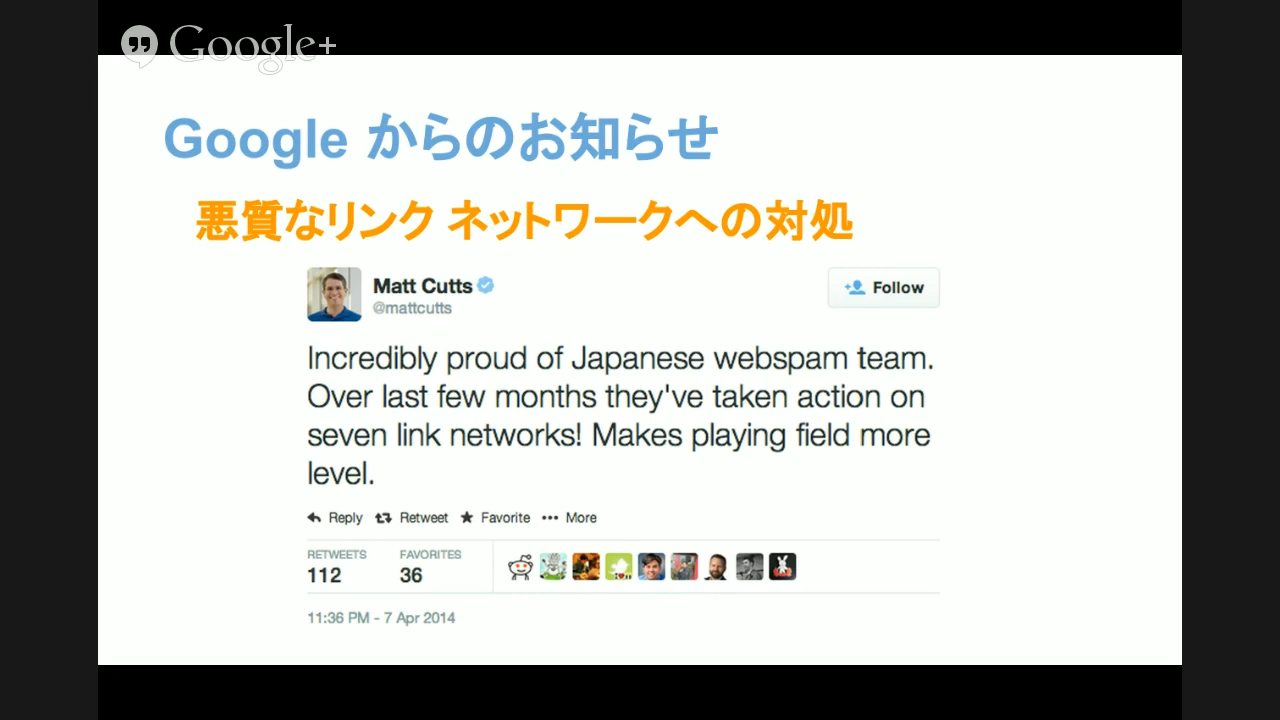 Google+
Google からのお知らせ
悪質なリンク ネットワークへの対処
Matt Cutts
@mattcutts
Follow
Incredibly proud of Japanese webspam team.
Over last few months they've taken action on
seven link networks! Makes playing field more
level.
Reply Retweet Favorite More
RETWEETS FAVORITES
112 36
11:36 PM - 7 Apr 2014